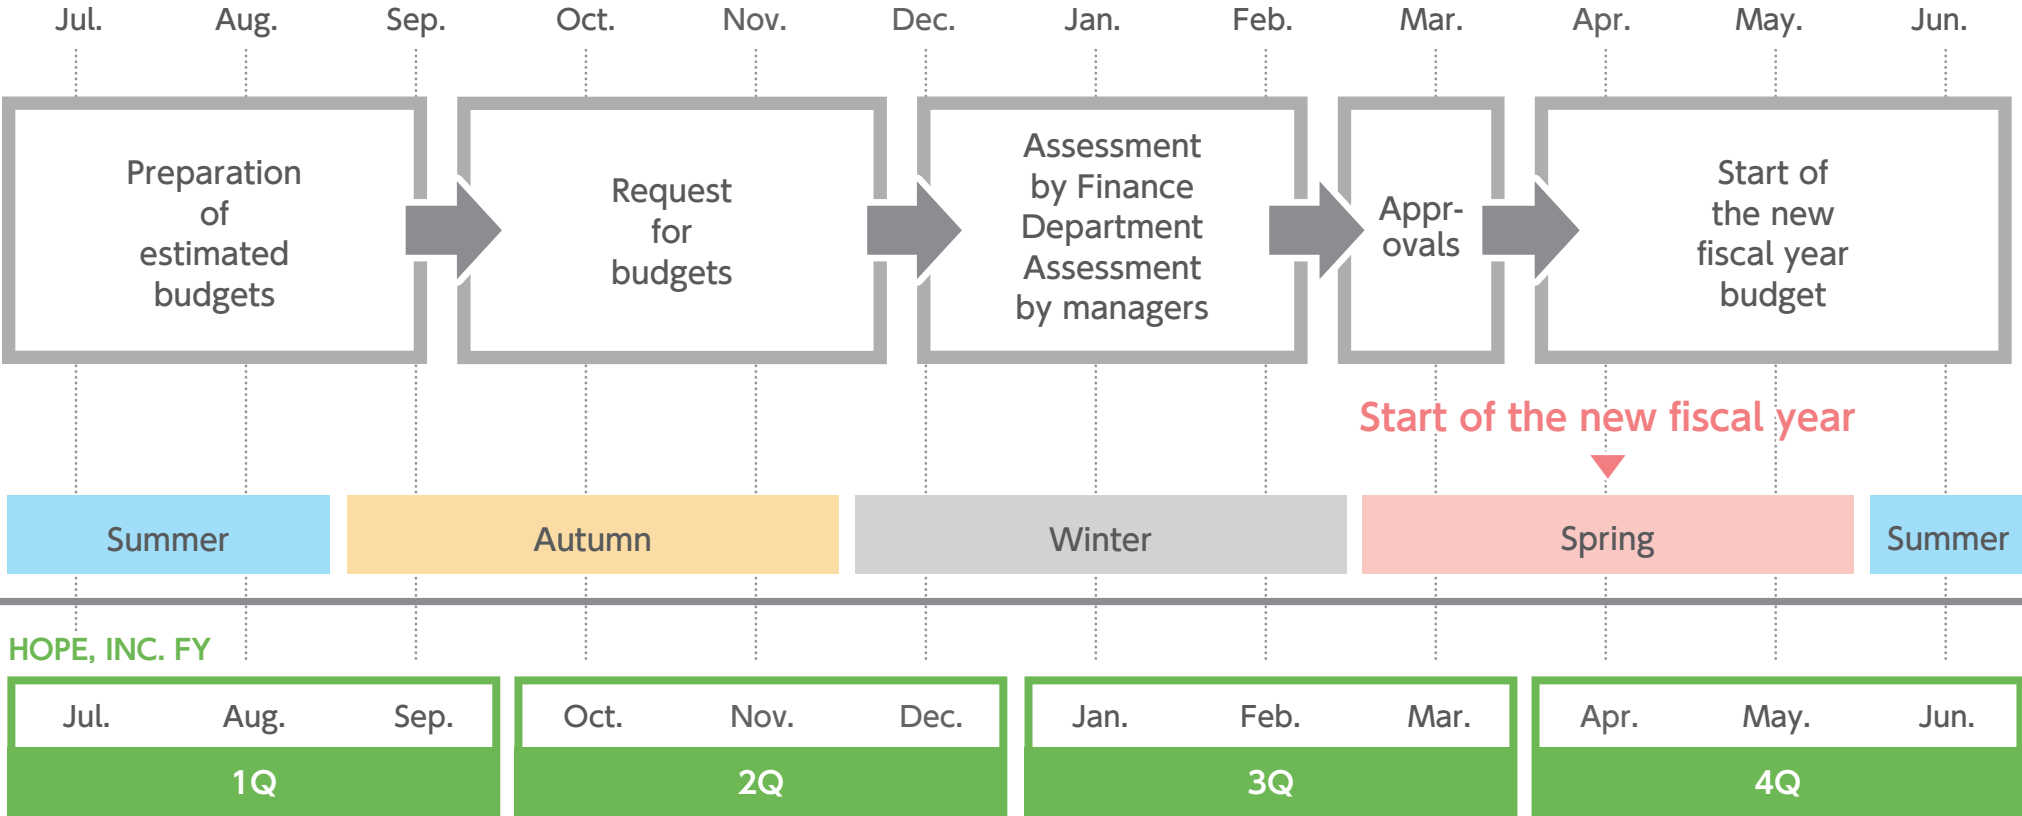 Jul. Aug. Sep. Oct. Nov. Dec. Jan. Feb. Mar. Apr. May. Jun.
Preparation
of
estimated
budgets
Request
for
budgets
Assessment
by Finance
Department
Assessment
by managers
Appr-
ovals
Start of
the new
fiscal year
budget
Start of the new fiscal year
Summer Autumn Winter Spring Summer
HOPE, INC. FY
Jul. Aug. Sep. Oct. Nov. Dec. Jan. Feb. Mar. Apr. May. Jun.
1Q 2Q 3Q 4Q